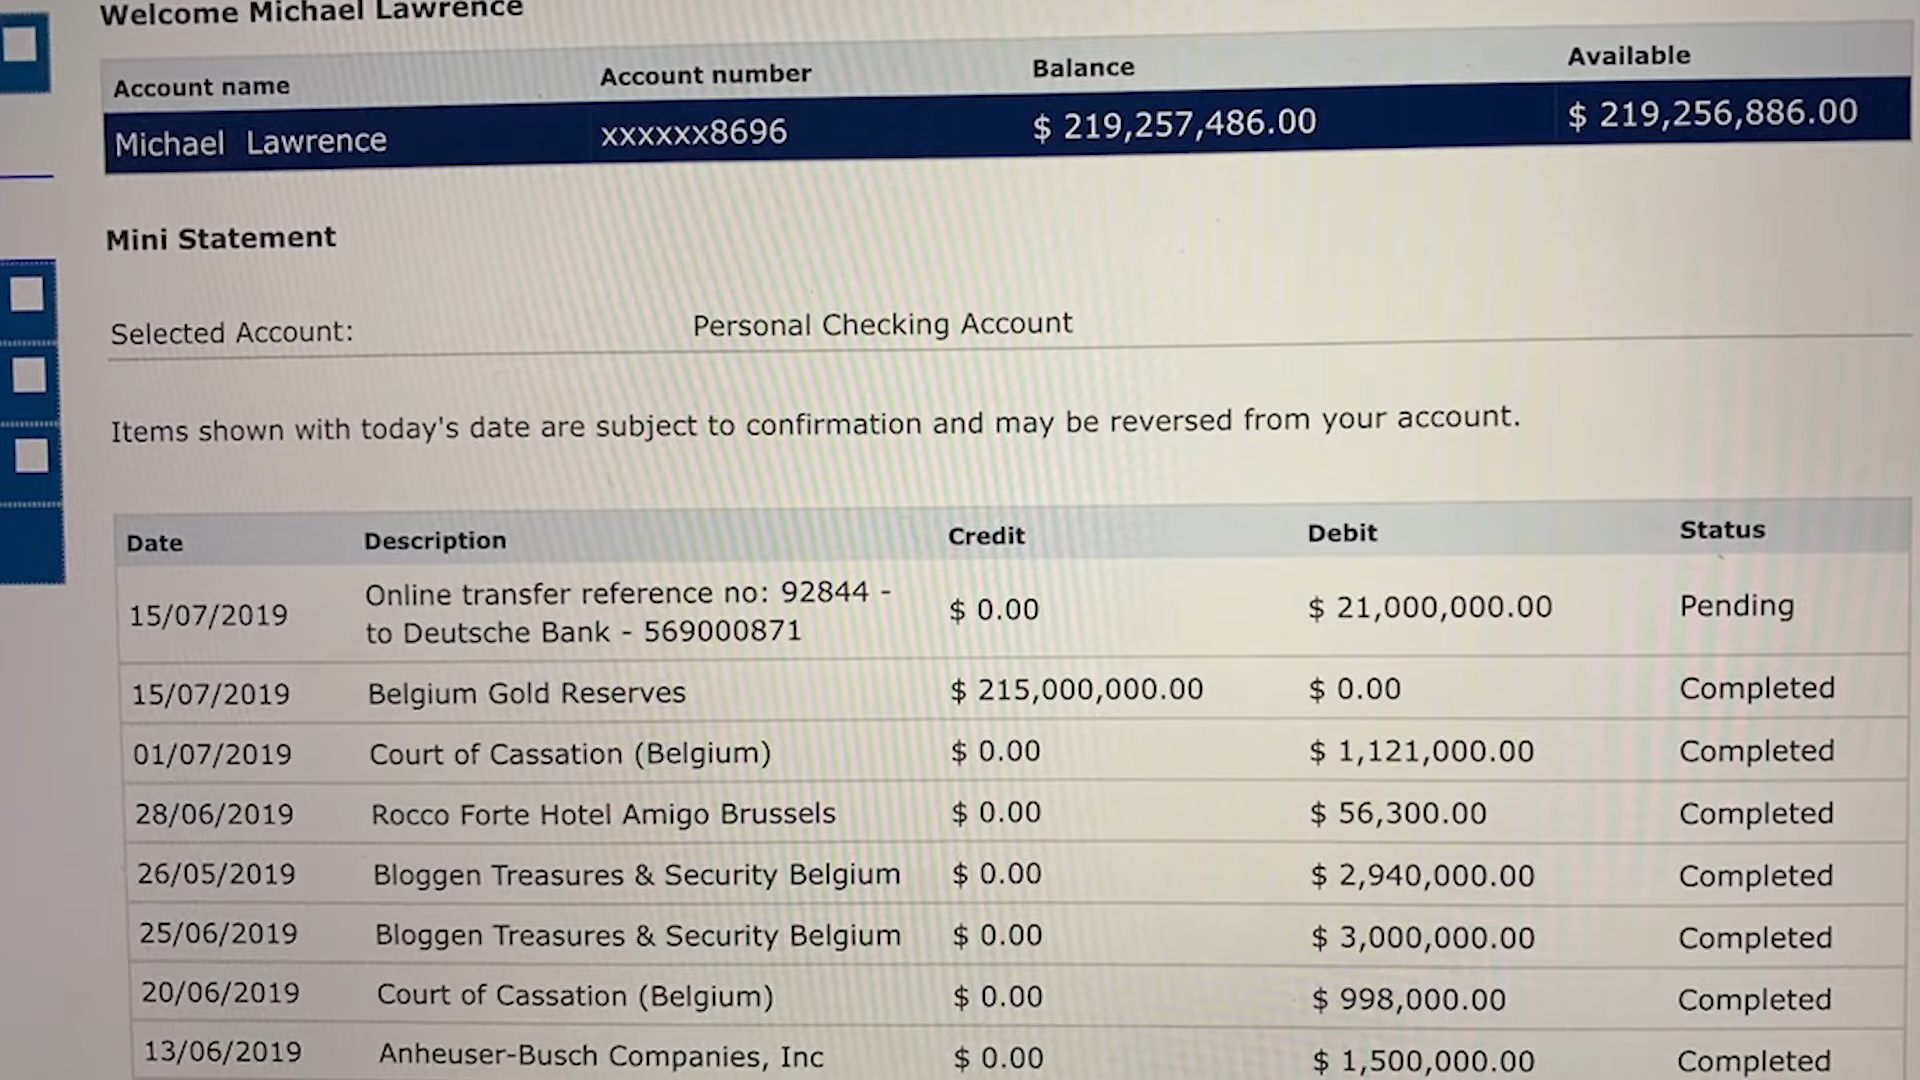 Welcome Michael Lawrence
Account name Account number Balance Available
Michael Lawrence xxxxxx8696 $ 219,257,486.00 $ 219,256,886.00
Mini Statement
Selected Account: Personal Checking Account
Items shown with today's date are subject to confirmation and may be reversed from your account.
Date Description Credit Debit Status
15/07/2019 Online transfer reference no: 92844 - $ 0.00 $ 21,000,000.00 Pending
to Deutsche Bank - 569000871
15/07/2019 Belgium Gold Reserves $ 215,000,000.00 $ 0.00 Completed
01/07/2019 Court of Cassation (Belgium) $ 0.00 $ 1,121,000.00 Completed
28/06/2019 Rocco Forte Hotel Amigo Brussels $ 0.00 $ 56,300.00 Completed
26/05/2019 Bloggen Treasures & Security Belgium $ 0.00 $ 2,940,000.00 Completed
25/06/2019 Bloggen Treasures & Security Belgium $ 0.00 $ 3,000,000.00 Completed
20/06/2019 Court of Cassation (Belgium) $ 0.00 $ 998,000.00 Completed
13/06/2019 Anheuser-Busch Companies, Inc $ 0.00 $ 1,500,000.00 Completed